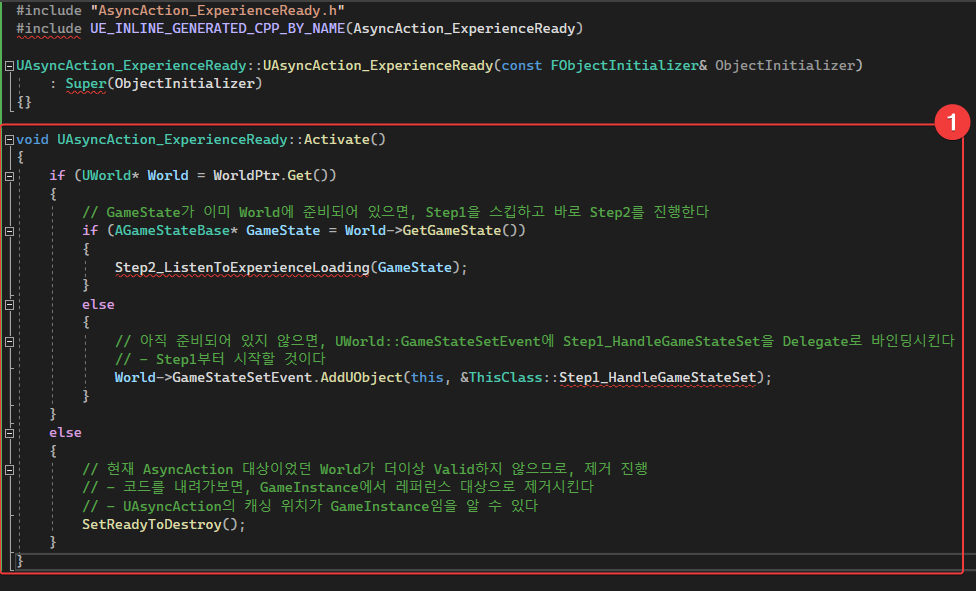 #include "AsyncAction_ExperienceReady.h"
#include UE_INLINE_GENERATED_CPP_BY_NAME(AsyncAction_ExperienceReady)
UAsyncAction_ExperienceReady::UAsyncAction_ExperienceReady(const FObjectInitializer& ObjectInitializer)
: Super(ObjectInitializer)
{}
1
void UAsyncAction_ExperienceReady::Activate()
{
if (UWorld* World = WorldPtr.Get())
{
// GameState가 이미 World에 준비되어 있으면, Step1을 스킵하고 바로 Step2를 진행한다
if (AGameStateBase* GameState = World->GetGameState())
{
Step2_ListenToExperienceLoading(GameState);
}
else
{
// 아직 준비되어 있지 않으면, UWorld::GameStateSetEvent에 Step1_HandleGameStateSet을 Delegate로 바인딩시킨다
// - Step1부터 시작할 것이다
World->GameStateSetEvent.AddUObject(this, &ThisClass::Step1_HandleGameStateSet);
}
}
else
{
// 현재 AsyncAction 대상이었던 World가 더이상 Valid하지 않으므로, 제거 진행
// - 코드를 내려가보면, GameInstance에서 레퍼런스 대상으로 제거시킨다
// - UAsyncAction의 캐싱 위치가 GameInstance임을 알 수 있다
SetReadyToDestroy();
}
}